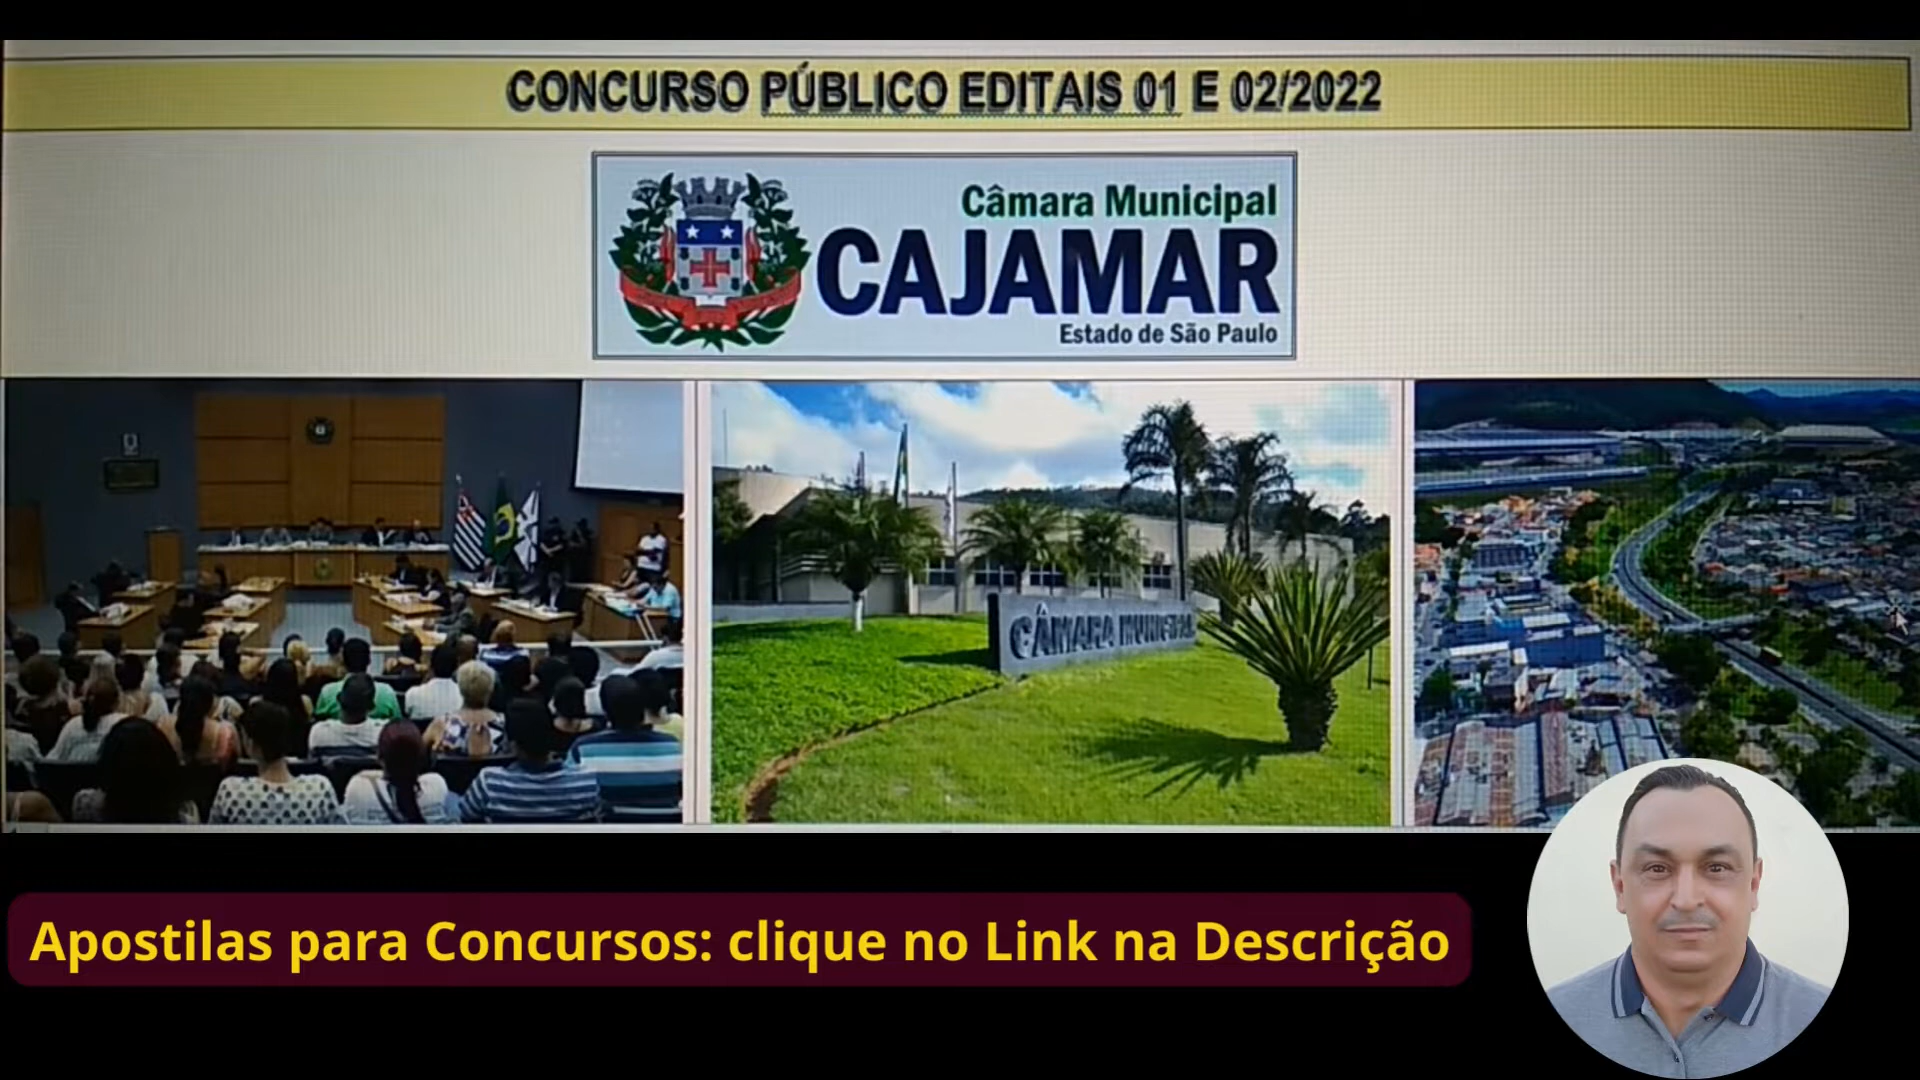 CONCURSO PÚBLICO EDITAIS 01 E 02/2022
Câmara Municipal
CAJAMAR
Estado de São Paulo
CÂMARA MUNICIPAL
Apostilas para Concursos: clique no Link na Descrição